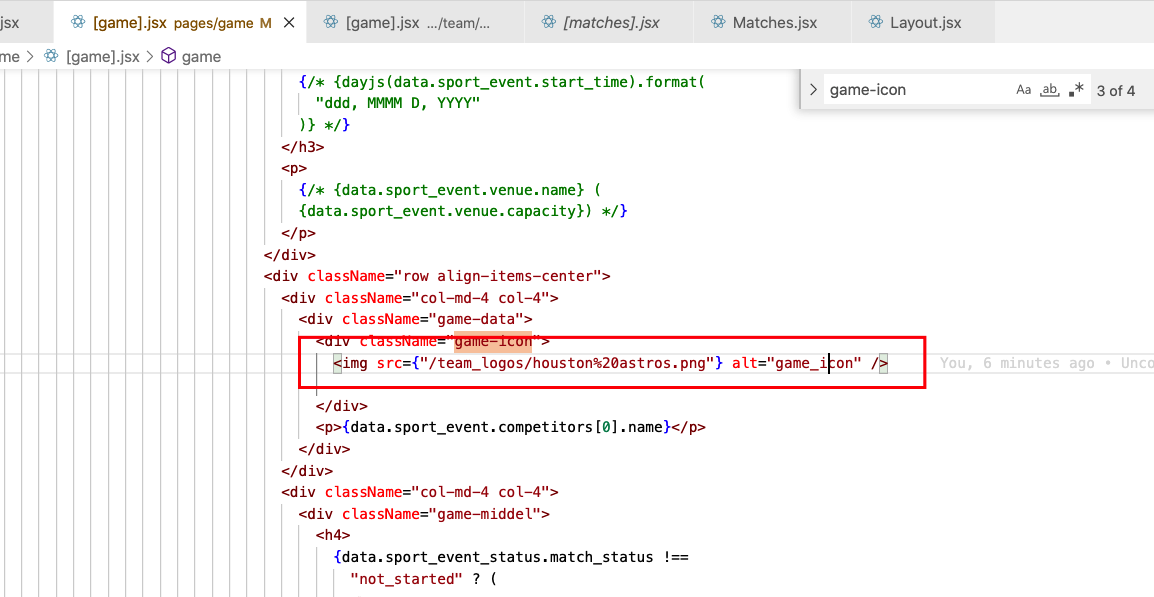 jsx [game].jsx pages/game M × [game].jsx .../team/... [matches].jsx Matches.jsx Layout.jsx
me > [game].jsx > game
game-icon Aa ab .* 3 of 4
{/* {dayjs(data.sport_event.start_time).format(
"ddd, MMMM D, YYYY"
)} */}
</h3>
<p>
{/* {data.sport_event.venue.name} (
{data.sport_event.venue.capacity}) */}
</p>
</div>
<div className="row align-items-center">
<div className="col-md-4 col-4">
<div className="game-data">
<div className="game-icon">
<img src={"/team_logos/houston%20astros.png"} alt="game_icon" /> You, 6 minutes ago • Unco
</div>
<p>{data.sport_event.competitors[0].name}</p>
</div>
</div>
<div className="col-md-4 col-4">
<div className="game-middel">
<h4>
{data.sport_event_status.match_status !==
"not_started" ? (